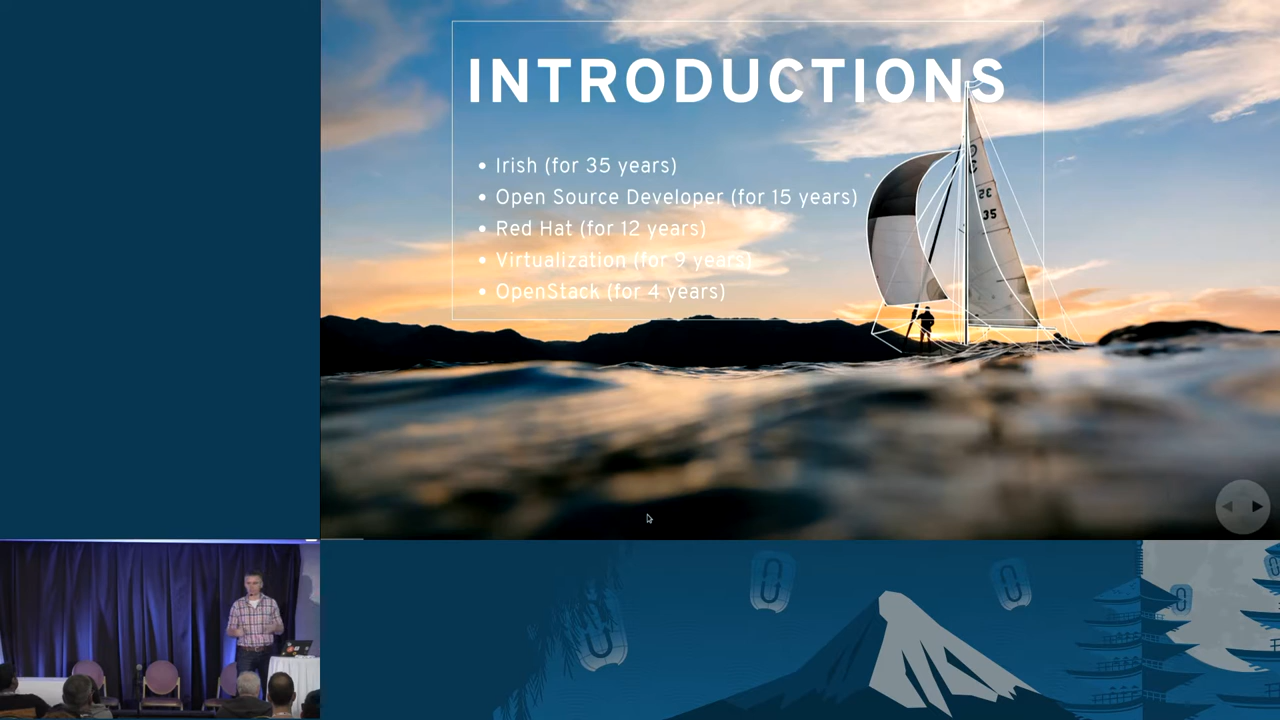 INTRODUCTIONS
• Irish (for 35 years)
• Open Source Developer (for 15 years)
• Red Hat (for 12 years)
• Virtualization (for 9 years)
• OpenStack (for 4 years)
35